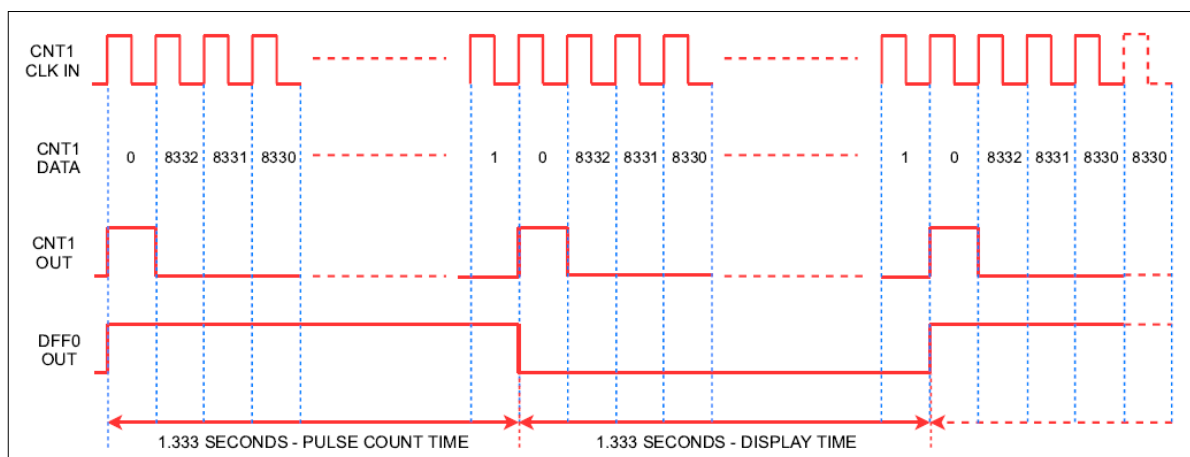 CNT1
CLK IN
CNT1
DATA
0 8332 8331 8330 1 0 8332 8331 8330 1 0 8332 8331 8330 8330
CNT1
OUT
DFF0
OUT
1.333 SECONDS - PULSE COUNT TIME 1.333 SECONDS - DISPLAY TIME